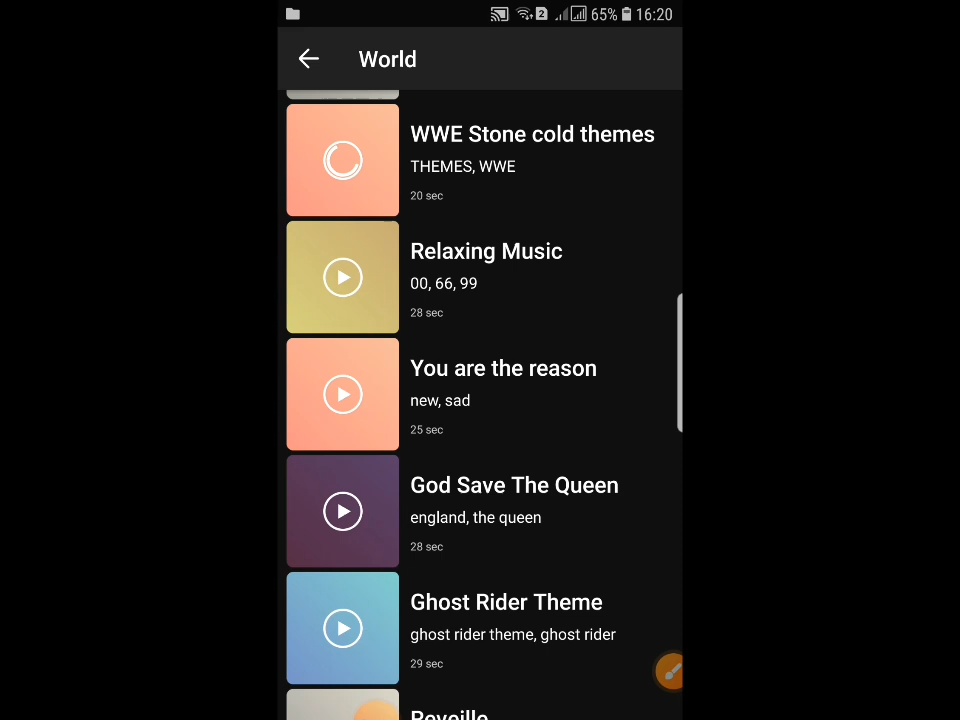 2 65% 16:20
World
WWE Stone cold themes
THEMES, WWE
20 sec
Relaxing Music
00, 66, 99
28 sec
You are the reason
new, sad
25 sec
God Save The Queen
england, the queen
28 sec
Ghost Rider Theme
ghost rider theme, ghost rider
29 sec
Reveille